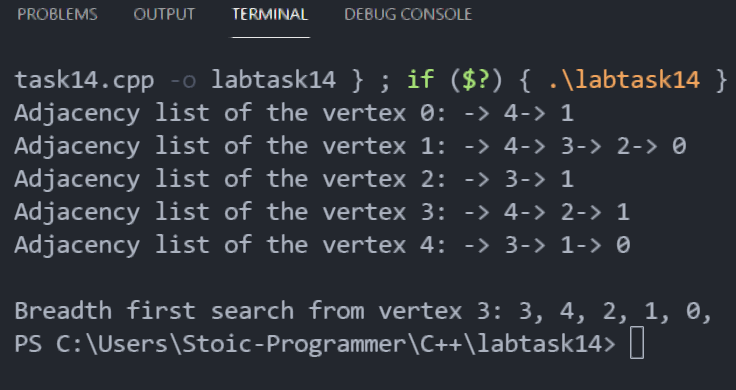 PROBLEMS OUTPUT TERMINAL DEBUG CONSOLE
task14.cpp -o labtask14 } ; if ($?) { .\labtask14 }
Adjacency list of the vertex 0: -> 4-> 1
Adjacency list of the vertex 1: -> 4-> 3-> 2-> 0
Adjacency list of the vertex 2: -> 3-> 1
Adjacency list of the vertex 3: -> 4-> 2-> 1
Adjacency list of the vertex 4: -> 3-> 1-> 0
Breadth first search from vertex 3: 3, 4, 2, 1, 0,
PS C:\Users\Stoic-Programmer\C++\labtask14>